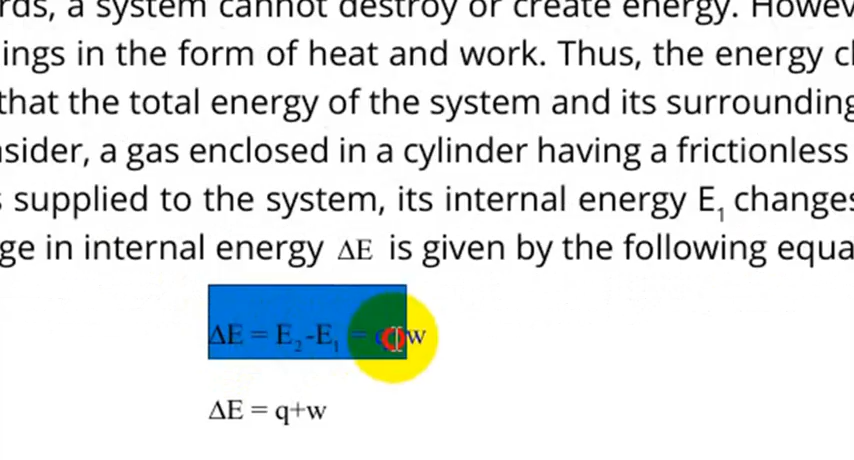 rds, a system cannot destroy or create energy. Howev
ings in the form of heat and work. Thus, the energy cl
that the total energy of the system and its surrounding
nsider, a gas enclosed in a cylinder having a frictionless
s supplied to the system, its internal energy E₁ changes
ge in internal energy ΔE is given by the following equa
ΔE = E₂-E₁ = w
ΔE = q+w